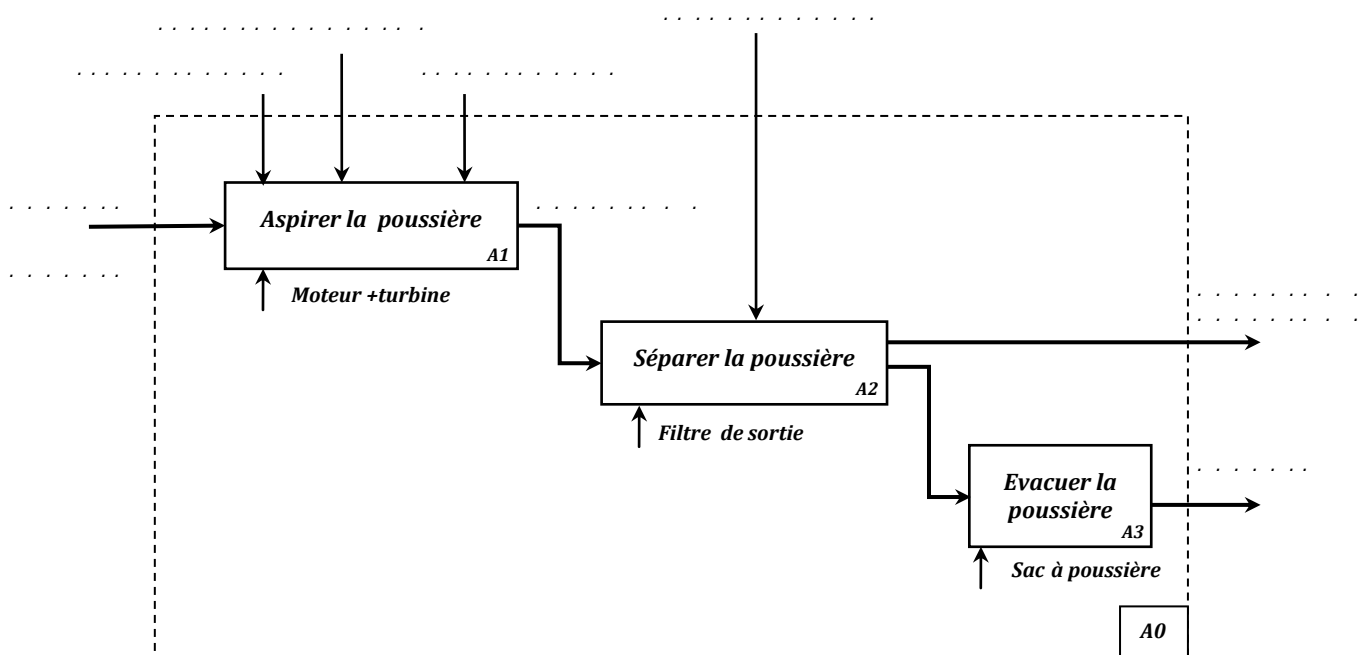 . . . . . . . . . . . . . . . .
. . . . . . . . . . . . .
. . . . . . . . . . . . .
. . . . . . . . . . . .
. . . . . . .
Aspirer la poussière
A1
. . . . . . . . .
. . . . . . .
Moteur +turbine
. . . . . . . . .
. . . . . . . . .
Séparer la poussière
A2
Filtre de sortie
. . . . . . .
Evacuer la
poussière
A3
Sac à poussière
A0